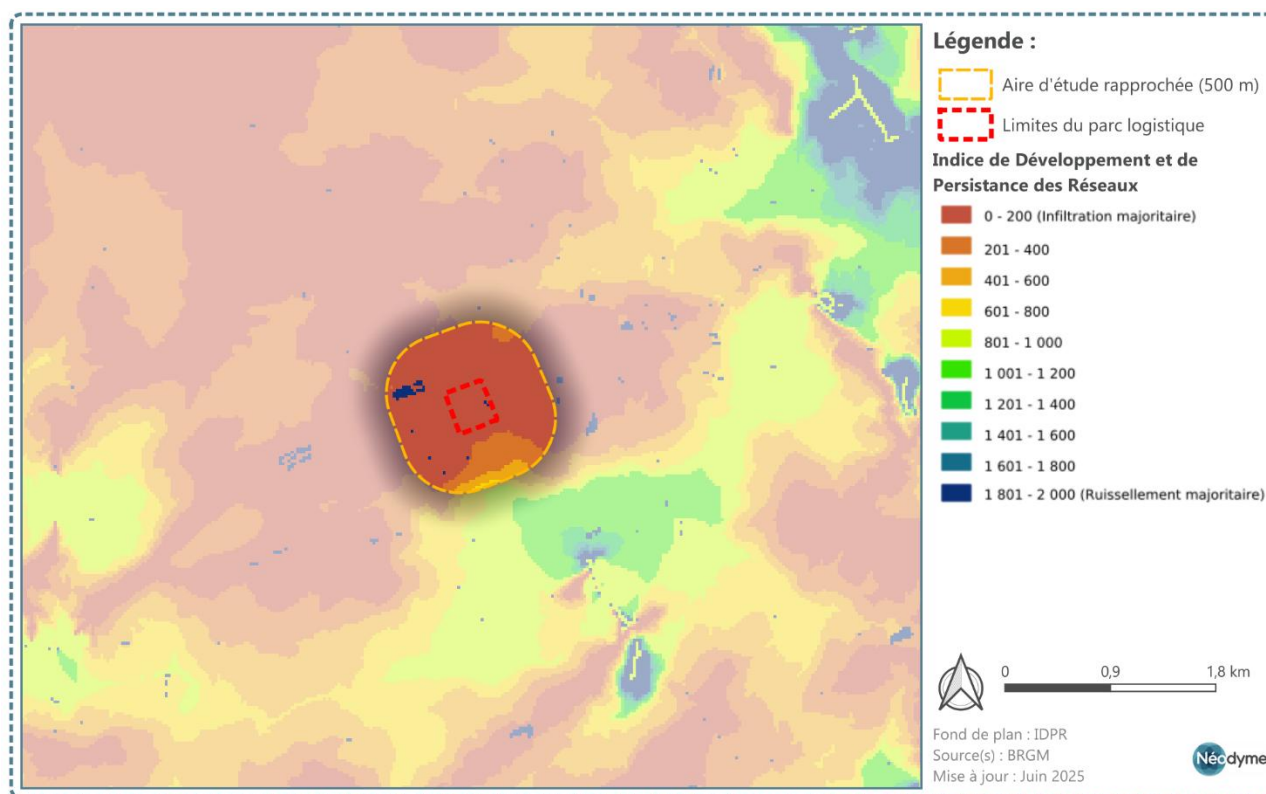 Légende :
Aire d'étude rapprochée (500 m)
Limites du parc logistique
Indice de Développement et de
Persistance des Réseaux
0 - 200 (Infiltration majoritaire)
201 - 400
401 - 600
601 - 800
801 - 1 000
1 001 - 1 200
1 201 - 1 400
1 401 - 1 600
1 601 - 1 800
1 801 - 2 000 (Ruissellement majoritaire)
0 0,9 1,8 km
Fond de plan : IDPR
Source(s) : BRGM
Mise à jour : Juin 2025
Néodyme